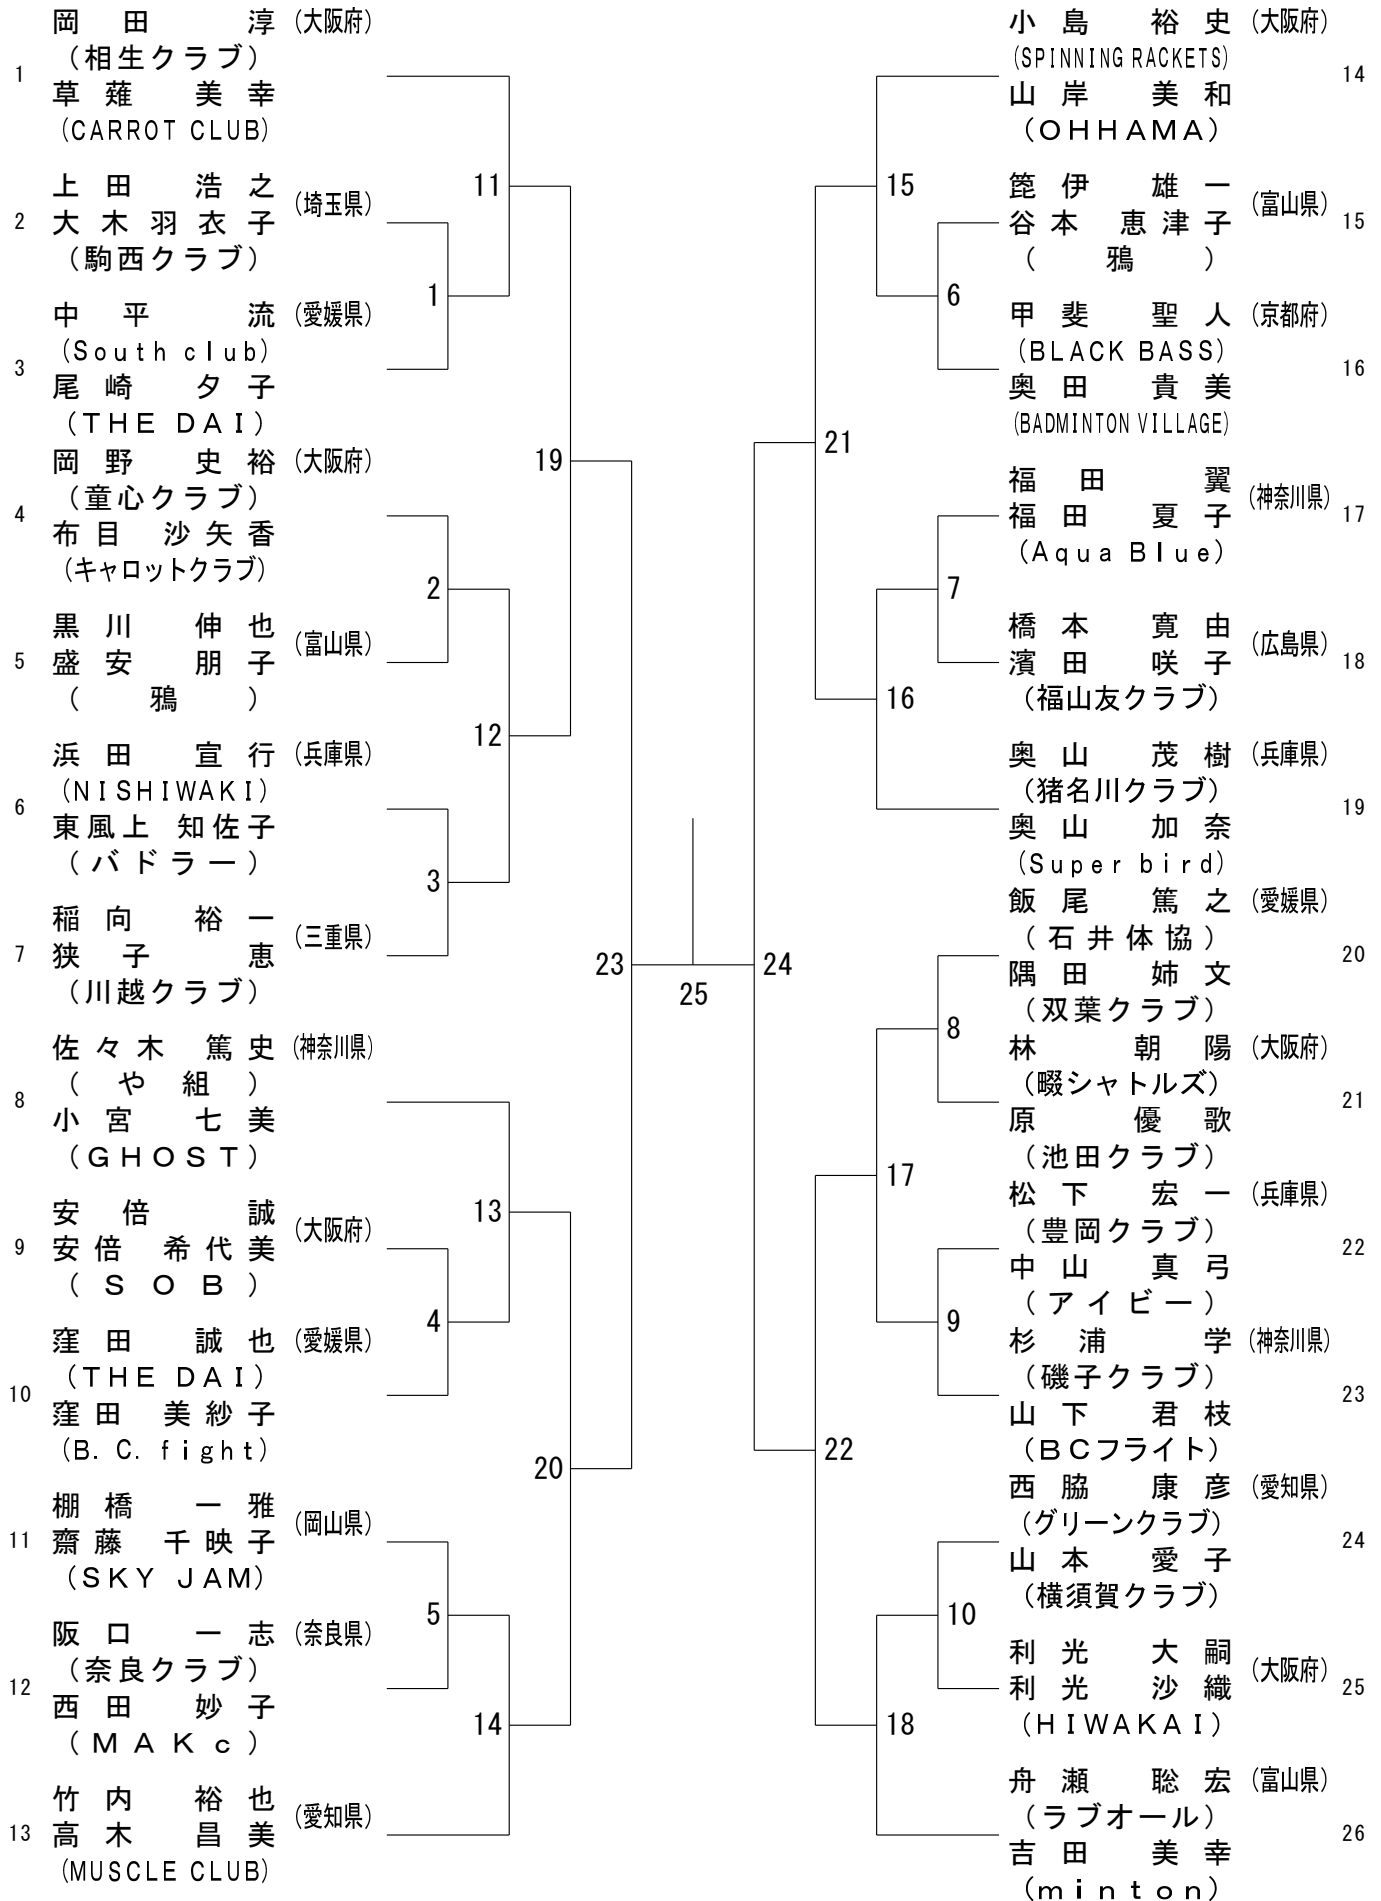 岡田 淳 (大阪府)
(相生クラブ)
1
草薙 美幸
(CARROT CLUB)
上田 浩之
(埼玉県)
2 大木羽衣子
(駒西クラブ)
中平 流 (愛媛県)
(South club)
3
尾崎 夕子
(THE DAI)
岡野 史裕 (大阪府)
(童心クラブ)
4
布目 沙矢香
(キャロットクラブ)
黒川 伸也
(富山県)
5 盛安 朋子
(鴉)
浜田 宣行 (兵庫県)
(NISHIWAKI)
6
東風上 知佐子
(バドラー)
稲向 裕一
(三重県)
7 狭子 恵
(川越クラブ)
佐々木 篤史 (神奈川県)
(や組)
8
小宮 七美
(GHOST)
安倍 誠
(大阪府)
9 安倍 希代美
(SOB)
窪田 誠也 (愛媛県)
(THE DAI)
10
窪田 美紗子
(B.C.fight)
棚橋 一雅
(岡山県)
11 齋藤 千映子
(SKY JAM)
阪口 一志 (奈良県)
(奈良クラブ)
12
西田 妙子
(MAKc)
竹内 裕也
(愛知県)
13 高木 昌美
(MUSCLE CLUB)
11
1
19
2
12
3
23
13
4
20
5
14
25
24
15
6
21
7
16
8
17
9
22
10
18
小島 裕史 (大阪府)
(SPINNING RACKETS)
14
山岸 美和
(OHHAMA)
箆伊 雄一
(富山県)
谷本 恵津子 15
(鴉)
甲斐 聖人 (京都府)
(BLACK BASS)
16
奥田 貴美
(BADMINTON VILLAGE)
福田 翼
(神奈川県)
福田 夏子 17
(Aqua Blue)
橋本 寛由
(広島県)
濱田 咲子 18
(福山友クラブ)
奥山 茂樹 (兵庫県)
(猪名川クラブ)
19
奥山 加奈
(Super bird)
飯尾 篤之 (愛媛県)
(石井体協)
20
隅田 姉文
(双葉クラブ)
林 朝陽 (大阪府)
(畷シャトルズ)
21
原 優歌
(池田クラブ)
松下 宏一 (兵庫県)
(豊岡クラブ)
22
中山 真弓
(アイビー)
杉浦 学 (神奈川県)
(磯子クラブ)
23
山下 君枝
(BCフライト)
西脇 康彦 (愛知県)
(グリーンクラブ)
24
山本 愛子
(横須賀クラブ)
利光 大嗣
(大阪府)
利光 沙織 25
(HIWAKAI)
舟瀬 聡宏 (富山県)
(ラブオール)
26
吉田 美幸
(minton)